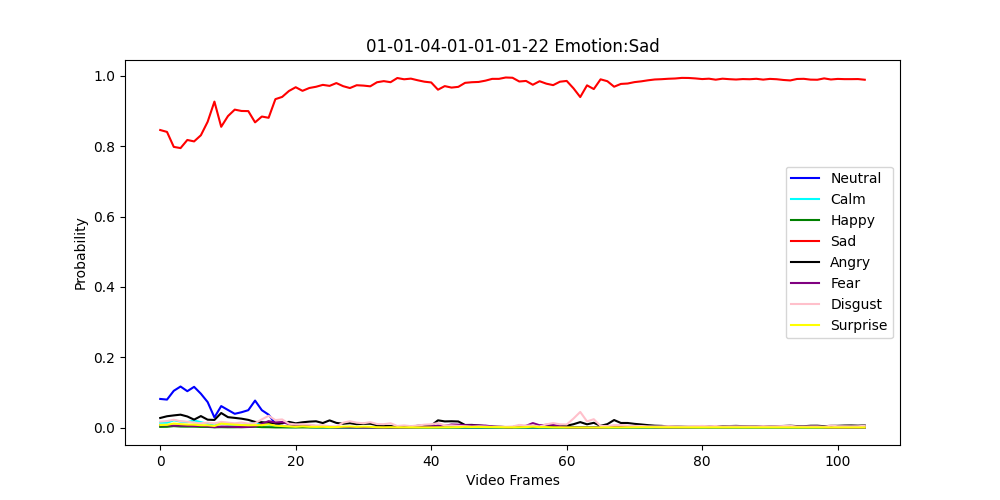 01-01-04-01-01-01-22 Emotion:Sad
1.0
0.8
0.6
0.4
0.2
0.0
Probability
0 20 40 60 80 100
Video Frames
Neutral
Calm
Happy
Sad
Angry
Fear
Disgust
Surprise